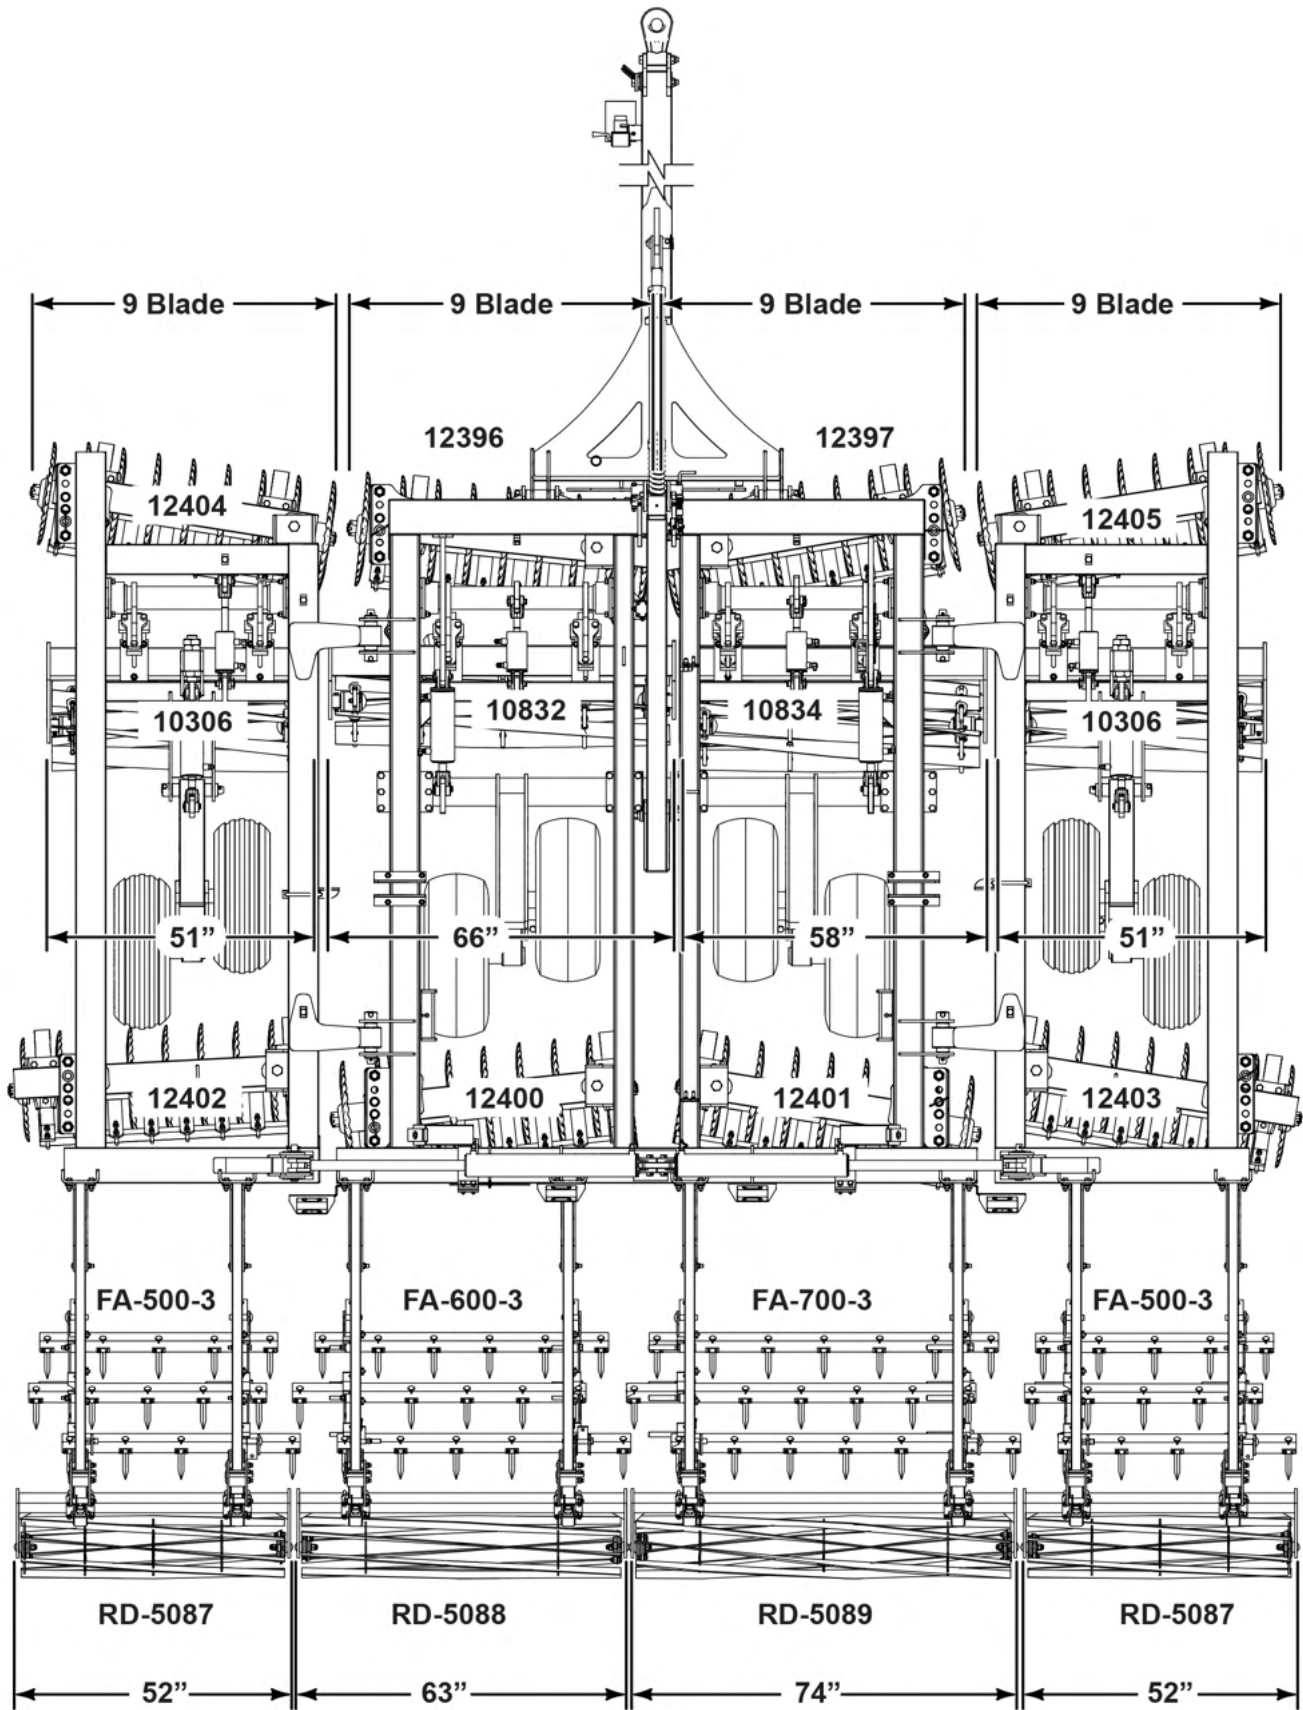 9 Blade 9 Blade 9 Blade 9 Blade
12396 12397
12404 12405
10306 10832 10834 10306
51” 66” 58” 51”
12402 12400 12401 12403
FA-500-3 FA-600-3 FA-700-3 FA-500-3
RD-5087 RD-5088 RD-5089 RD-5087
52” 63” 74” 52”